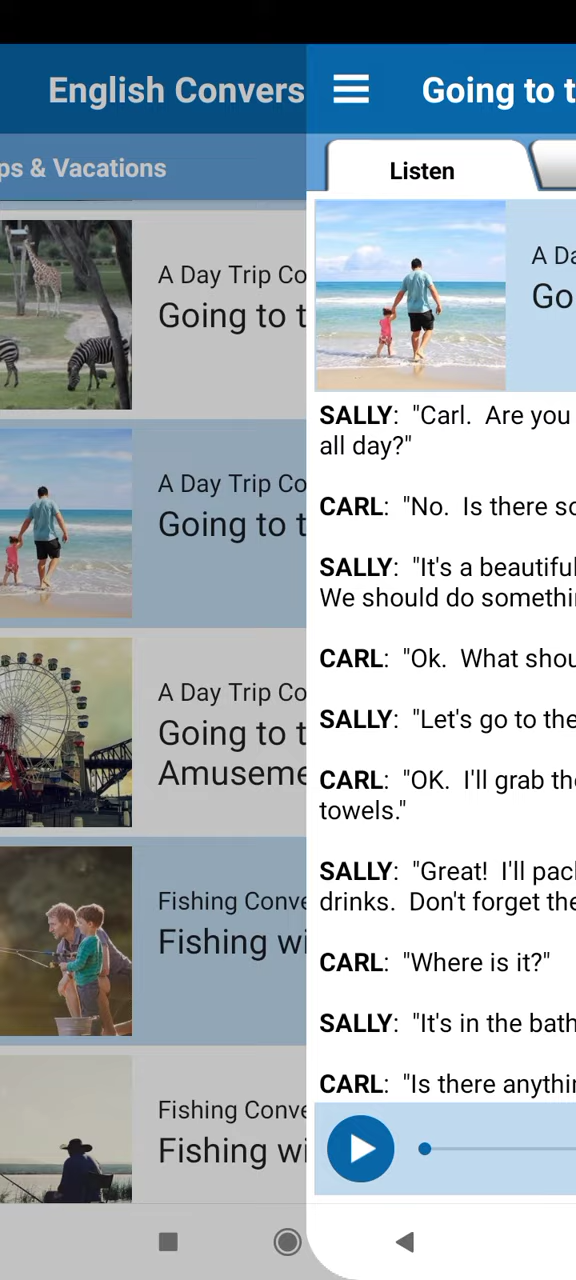 English Convers
ps & Vacations
A Day Trip Co
Going to t
A Day Trip Co
Going to t
A Day Trip Co
Going to t
Amuseme
Fishing Conve
Fishing wi
Fishing Conve
Fishing wi
Going to t
Listen
A Da
Go
SALLY: "Carl. Are you
all day?"
CARL: "No. Is there so
SALLY: "It's a beautiful
We should do somethi
CARL: "Ok. What shou
SALLY: "Let's go to the
CARL: "OK. I'll grab the
towels."
SALLY: "Great! I'll pac
drinks. Don't forget the
CARL: "Where is it?"
SALLY: "It's in the bath
CARL: "Is there anythin